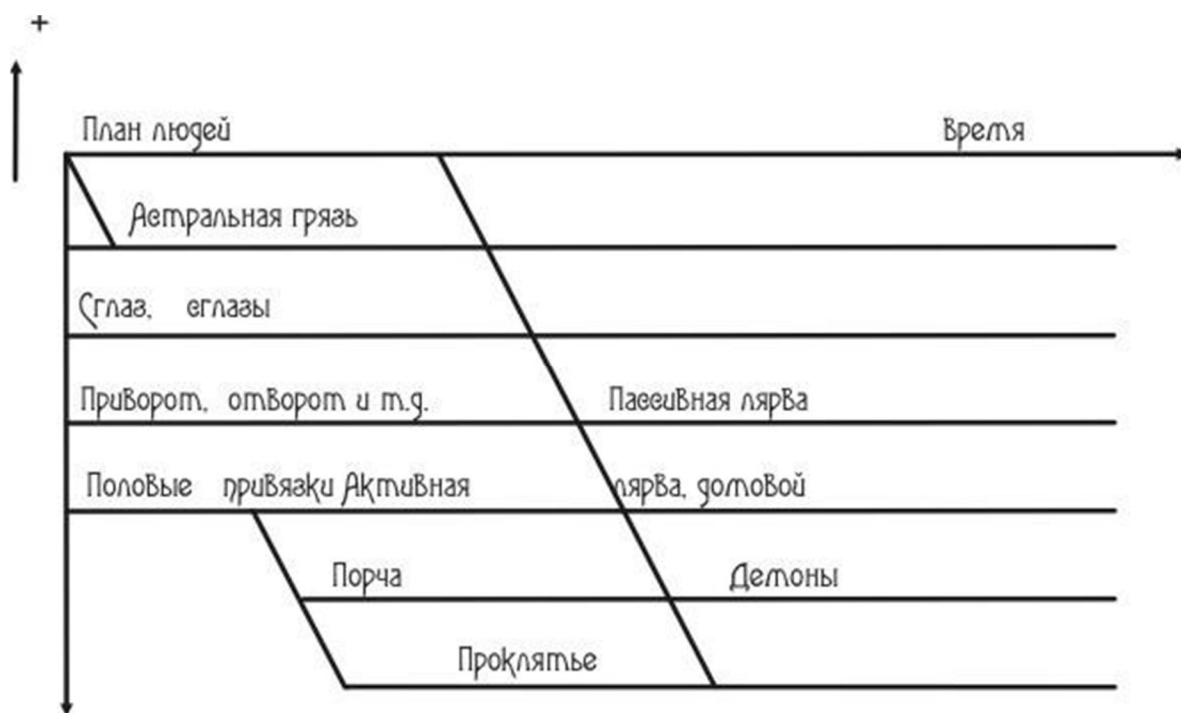 +
План людей Время
Астральная грязь
Сглаз, сглазы
Приворот, отворот и т.д. Пассивная лярва
Половые привязки Активная лярва, домовой
Порча Демоны
Проклятье